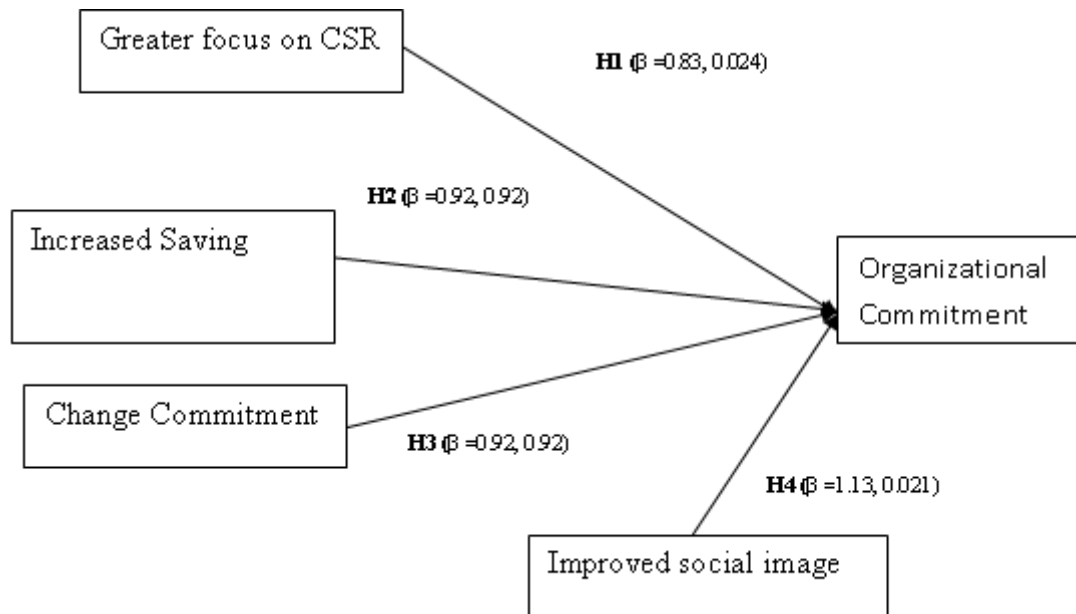 Greater focus on CSR
H1 (β =0.83, 0.024)
H2 (β =0.92, 0.92)
Increased Saving
Organizational
Commitment
Change Commitment
H3 (β =0.92, 0.92)
H4 (β =1.13, 0.021)
Improved social image